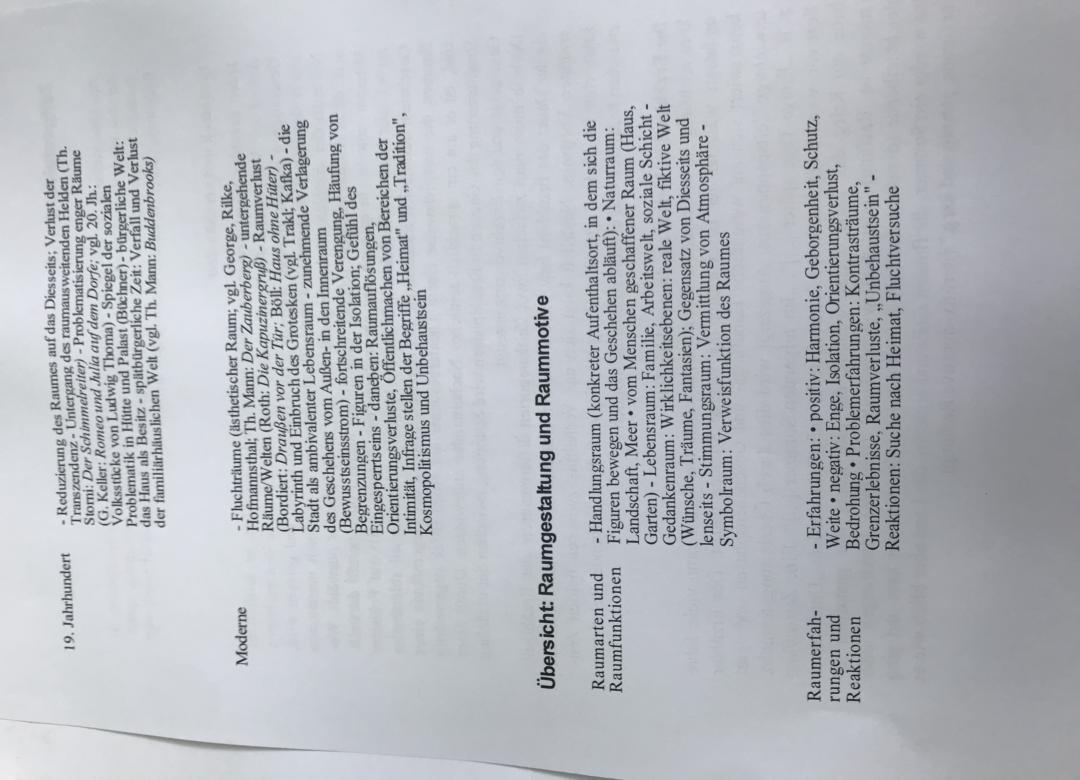 19. Jahrhundert
- Reduzierung des Raumes auf das Diesseits; Verlust der
Transzendenz - Untergang des raumausweitenden Helden (Th.
Stormi: Der Schimmelreiter) - Problematisierung enger Räume
(G. Keller: Romeo und Julia auf dem Dorfe; vgl. 20. Jh.:
Volksstücke von Ludwig Thoma) - Spiegel der sozialen
Problematik in Hütte und Palast (Büchner) - bürgerliche Welt:
das Haus als Besitz - spätbürgerliche Zeit: Verfall und Verlust
der familiärhäuslichen Welt (vgl. Th. Mann: Buddenbrooks)
Moderne
- Fluchträume (ästhetischer Raum; vgl. George, Rilke,
Hofmannsthal; Th. Mann: Der Zauberberg) - untergehende
Räume/Welten (Roth: Die Kapuzinergruß) - Raumverlust
(Bordiert: Draußen vor der Tür; Böll: Haus ohne Hüter) -
Labyrinth und Einbruch des Grotesken (vgl. Trakl; Kafka) - die
Stadt als ambivalenter Lebensraum - zunehmende Verlagerung
des Geschehens vom Außen- in den Innenraum
(Bewusstseinsstrom) - fortschreitende Verengung, Häufung von
Begrenzungen - Figuren in der Isolation; Gefühl des
Eingesperrtseins - daneben: Raumauflösungen,
Orientierungsverluste, Öffentlichmachen von Bereichen der
Intimität, Infrage stellen der Begriffe „Heimat" und „Tradition",
Kosmopolitismus und Unbehaustsein
Übersicht: Raumgestaltung und Raummotive
Raumarten und
Raumfunktionen
- Handlungsraum (konkreter Aufenthaltsort, in dem sich die
Figuren bewegen und das Geschehen abläuft): • Naturraum:
Landschaft, Meer • vom Menschen geschaffener Raum (Haus,
Garten) - Lebensraum: Familie, Arbeitswelt, soziale Schicht -
Gedankenraum: Wirklichkeitsebenen: reale Welt, fiktive Welt
(Wünsche, Träume, Fantasien); Gegensatz von Diesseits und
lenseits - Stimmungsraum: Vermittlung von Atmosphäre -
Symbolraum: Verweisfunktion des Raumes
Raumerfah-
rungen und
Reaktionen
- Erfahrungen: • positiv: Harmonie, Geborgenheit, Schutz,
Weite • negativ: Enge, Isolation, Orientierungsverlust,
Bedrohung • Problemerfahrungen: Kontrasträume,
Grenzerlebnisse, Raumverluste, „Unbehaustsein" -
Reaktionen: Suche nach Heimat, Fluchtversuche